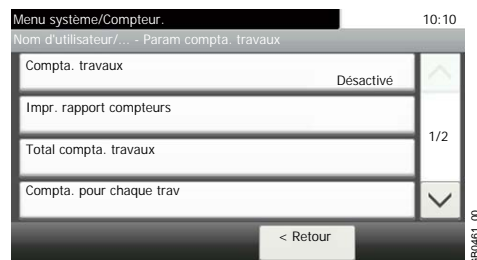 Menu système/Compteur.
10:10
Nom d'utilisateur/... - Param compta. travaux
Compta. travaux
Désactivé
Impr. rapport compteurs
1/2
Total compta. travaux
Compta. pour chaque trav
< Retour
GB0461_00